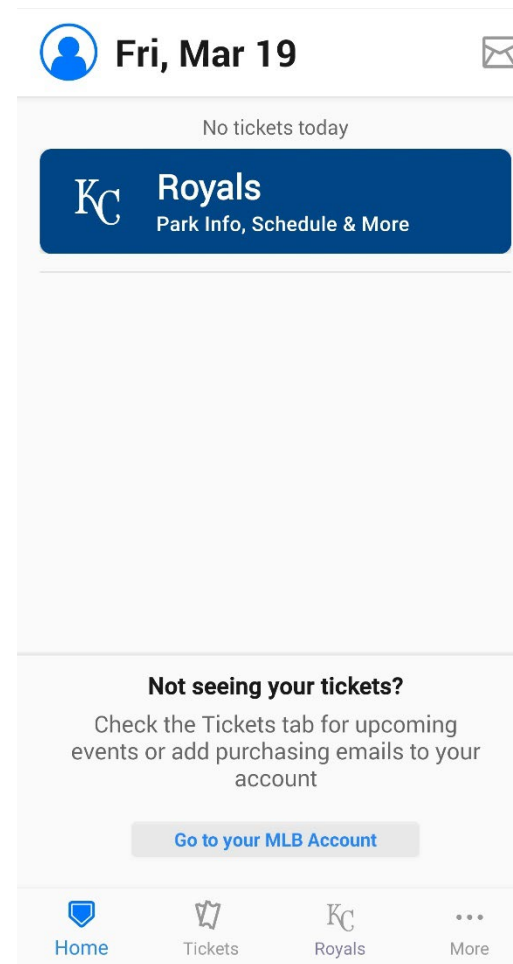 Fri, Mar 19
No tickets today
KC
Royals
Park Info, Schedule & More
Not seeing your tickets?
Check the Tickets tab for upcoming
events or add purchasing emails to your
account
Go to your MLB Account
KC
Home
Tickets
Royals
More